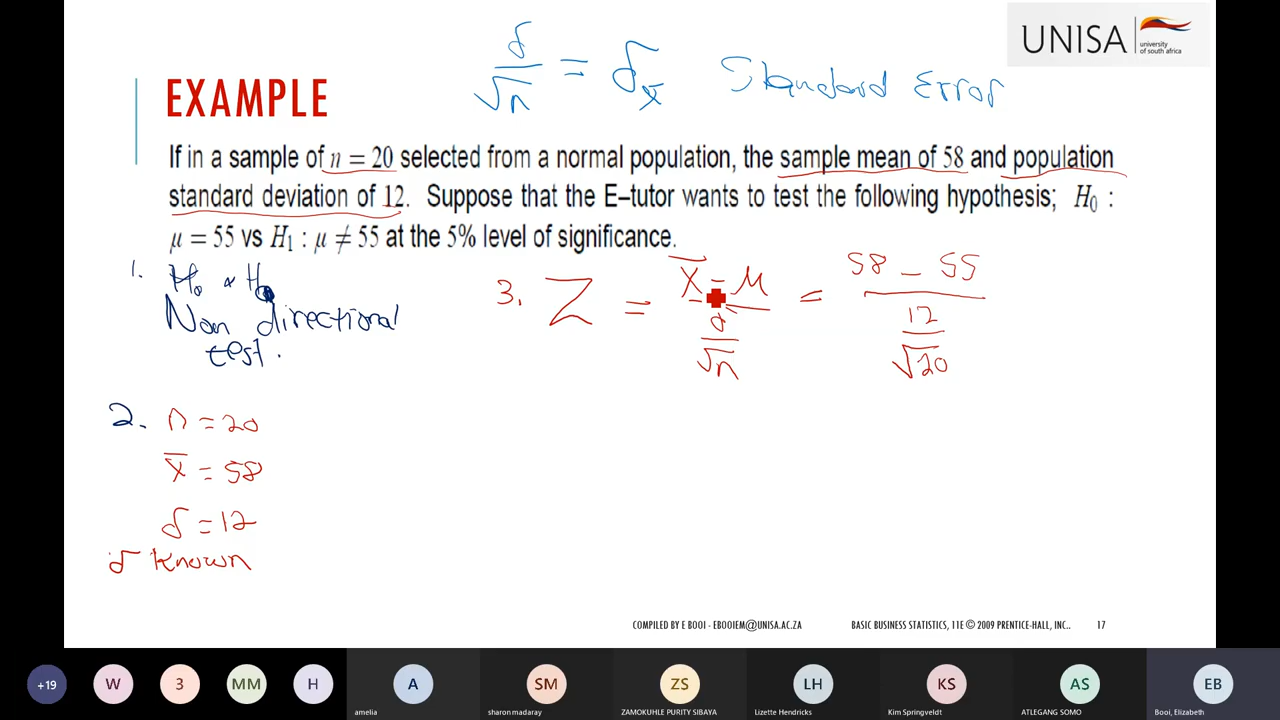 UNISA
university
of south africa
δ/√n = δx̄ Standard Error
EXAMPLE
If in a sample of n = 20 selected from a normal population, the sample mean of 58 and population
standard deviation of 12. Suppose that the E–tutor wants to test the following hypothesis; H₀ :
μ = 55 vs H₁ : μ ≠ 55 at the 5% level of significance.
1. H₀ & H₁
Non directional
test.
2. n = 20
x̄ = 58
δ = 12
δ Known
3. Z = (X̄ - μ)/(δ/√n) = (58 - 55)/(12/√20)
COMPILED BY E BOOI - EBOOIEM@UNISA.AC.ZA
BASIC BUSINESS STATISTICS, 11E © 2009 PRENTICE-HALL, INC..
17
+19
W
3
MM
H
A
amelia
SM
sharon madaray
ZS
ZAMOKUHLE PURITY SIBAYA
LH
Lizette Hendricks
KS
Kim Springveldt
AS
ATLEGANG SOMO
EB
Booi, Elizabeth